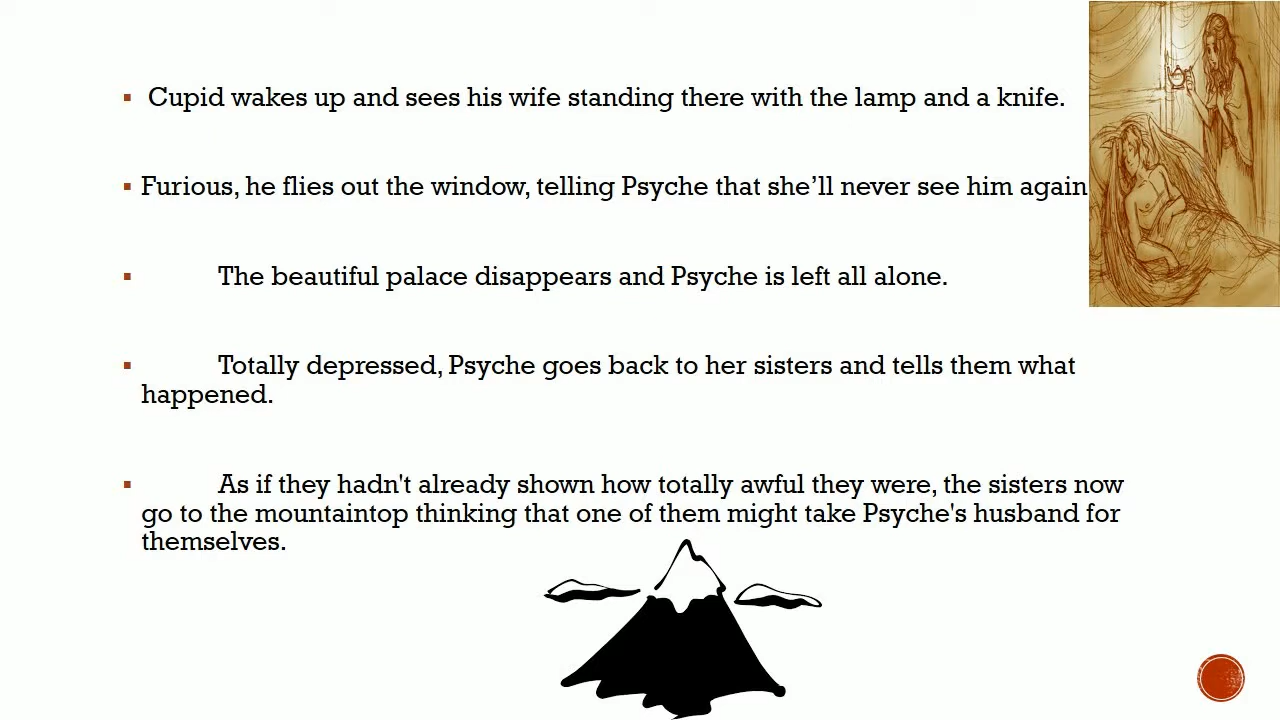 Cupid wakes up and sees his wife standing there with the lamp and a knife.
Furious, he flies out the window, telling Psyche that she’ll never see him again
The beautiful palace disappears and Psyche is left all alone.
Totally depressed, Psyche goes back to her sisters and tells them what
happened.
As if they hadn't already shown how totally awful they were, the sisters now
go to the mountaintop thinking that one of them might take Psyche's husband for
themselves.